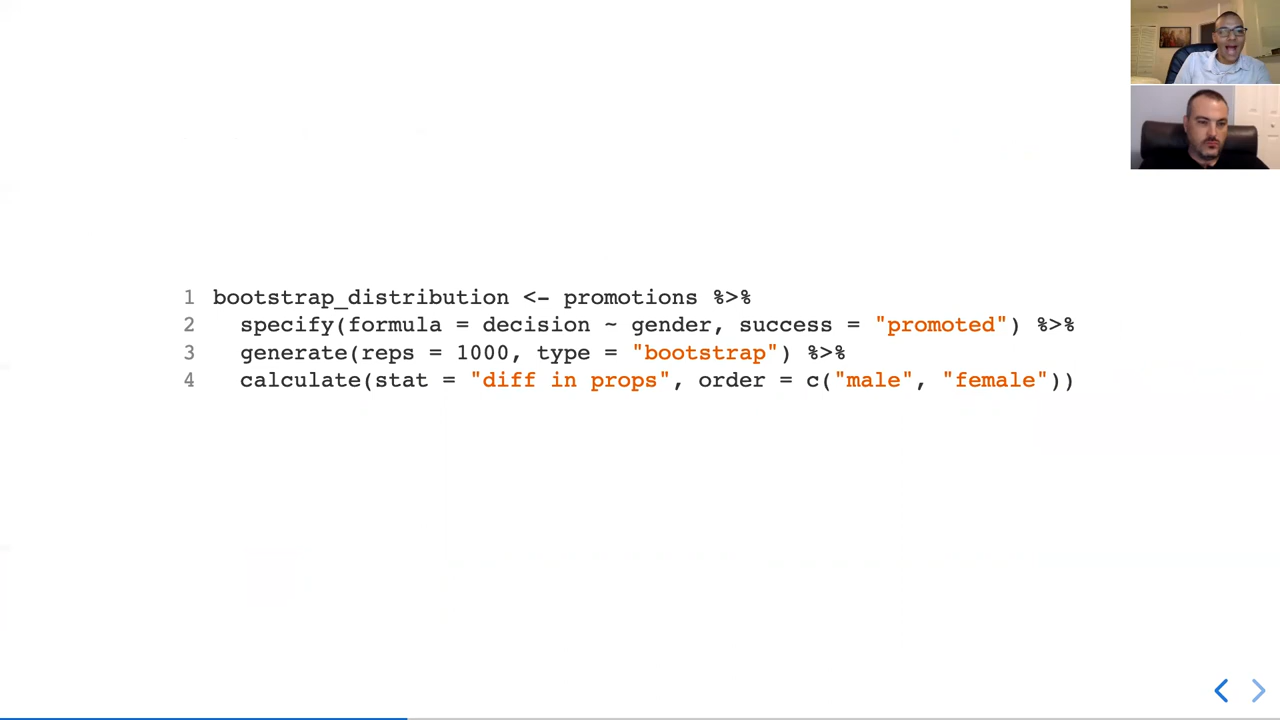 1 bootstrap_distribution <- promotions %>%
2 specify(formula = decision ~ gender, success = "promoted") %>%
3 generate(reps = 1000, type = "bootstrap") %>%
4 calculate(stat = "diff in props", order = c("male", "female"))